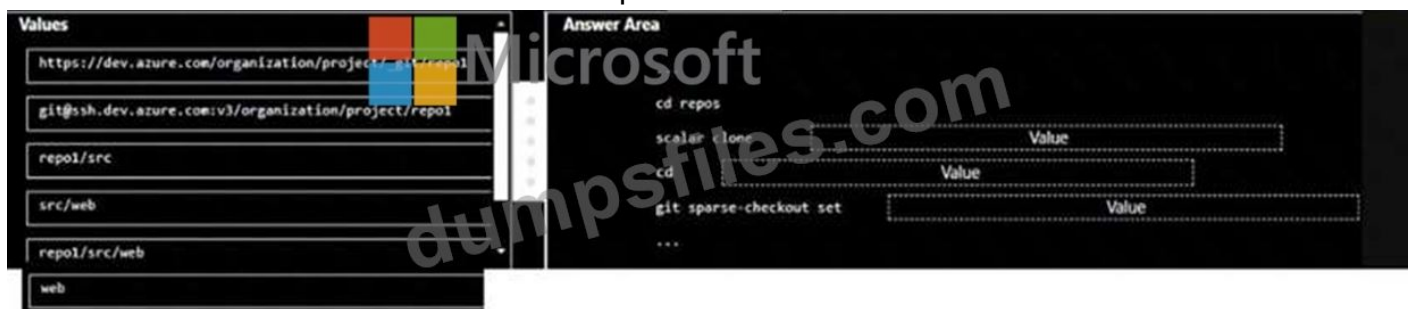 Values
https://dev.azure.com/organization/project/_git/repo1
git@ssh.dev.azure.com:v3/organization/project/repo1
repo1/src
src/web
repo1/src/web
web
Answer Area
...
cd repos
scalar clone Value
cd Value
git sparse-checkout set Value
...
Microsoft
dumpsfiles.com